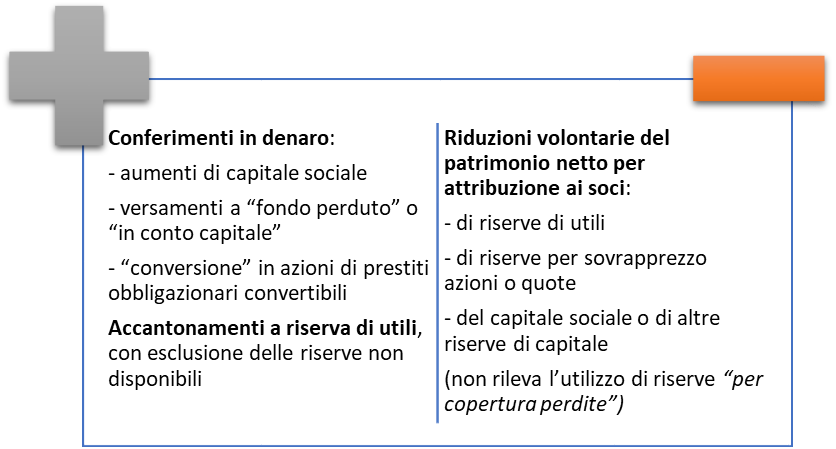 Conferimenti in denaro:
- aumenti di capitale sociale
- versamenti a “fondo perduto” o
“in conto capitale”
- “conversione” in azioni di prestiti
obbligazionari convertibili
Accantonamenti a riserva di utili,
con esclusione delle riserve non
disponibili
Riduzioni volontarie del
patrimonio netto per
attribuzione ai soci:
- di riserve di utili
- di riserve per sovrapprezzo
azioni o quote
- del capitale sociale o di altre
riserve di capitale
(non rileva l’utilizzo di riserve “per
copertura perdite”)